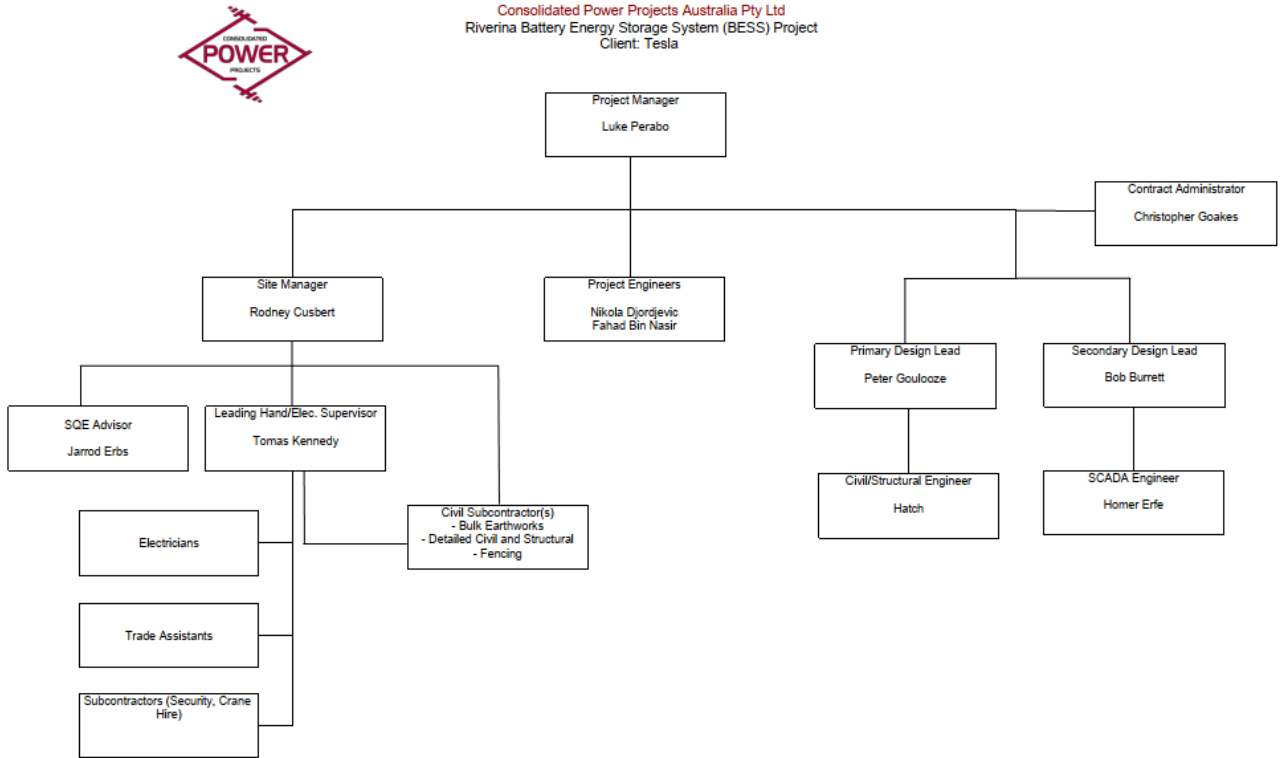 Consolidated Power Projects Australia Pty Ltd
Riverina Battery Energy Storage System (BESS) Project
Client: Tesla
CONSOLIDATED
POWER
PROJECTS
Project Manager
Luke Perabo
Contract Administrator
Christopher Goakes
Site Manager
Rodney Cusbert
Project Engineers
Nikola Djordjevic
Fahad Bin Nasir
Primary Design Lead
Peter Goulooze
Secondary Design Lead
Bob Burrett
SQE Advisor
Jarrod Erbs
Leading Hand/Elec. Supervisor
Tomas Kennedy
Civil/Structural Engineer
Hatch
SCADA Engineer
Homer Erfe
Civil Subcontractor(s)
- Bulk Earthworks
- Detailed Civil and Structural
- Fencing
Electricians
Trade Assistants
Subcontractors (Security, Crane
Hire)